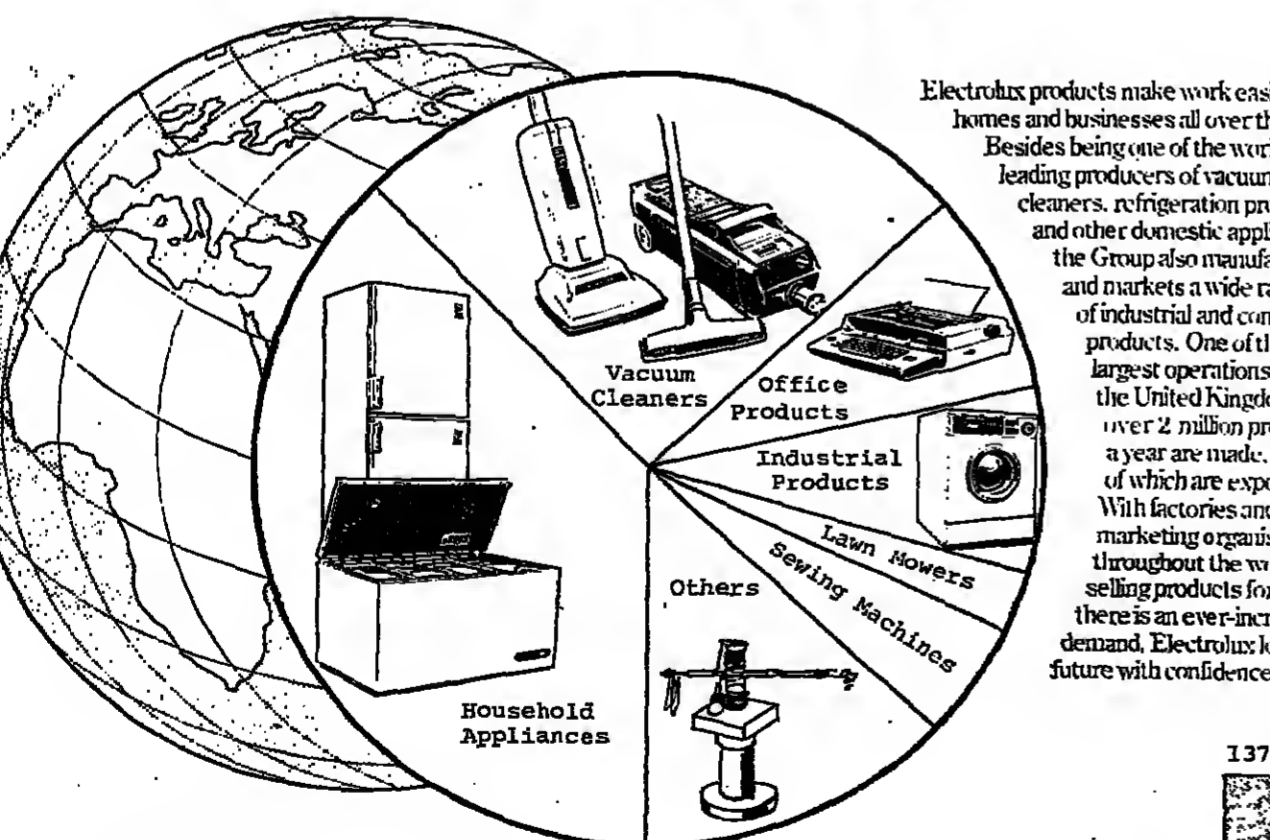 Electrolux products make work easi
homes and businesses all over th
Besides being one of the wor
leading producers of vacuum
cleaners. refrigeration pro
and other domestic appli
the Group also manufa
and markets a wide ra
of industrial and com
products. One of th
largest operations
the United Kingdo
over 2 million pro
a year are made,
of which are expo
With factories and
marketing organis
throughout the w
selling products for
there is an ever-incr
demand, Electrolux lo
future with confidence
Vacuum
Cleaners
Office
Products
Industrial
Products
Lawn Mowers
Sewing Machines
Others
Household
Appliances
137